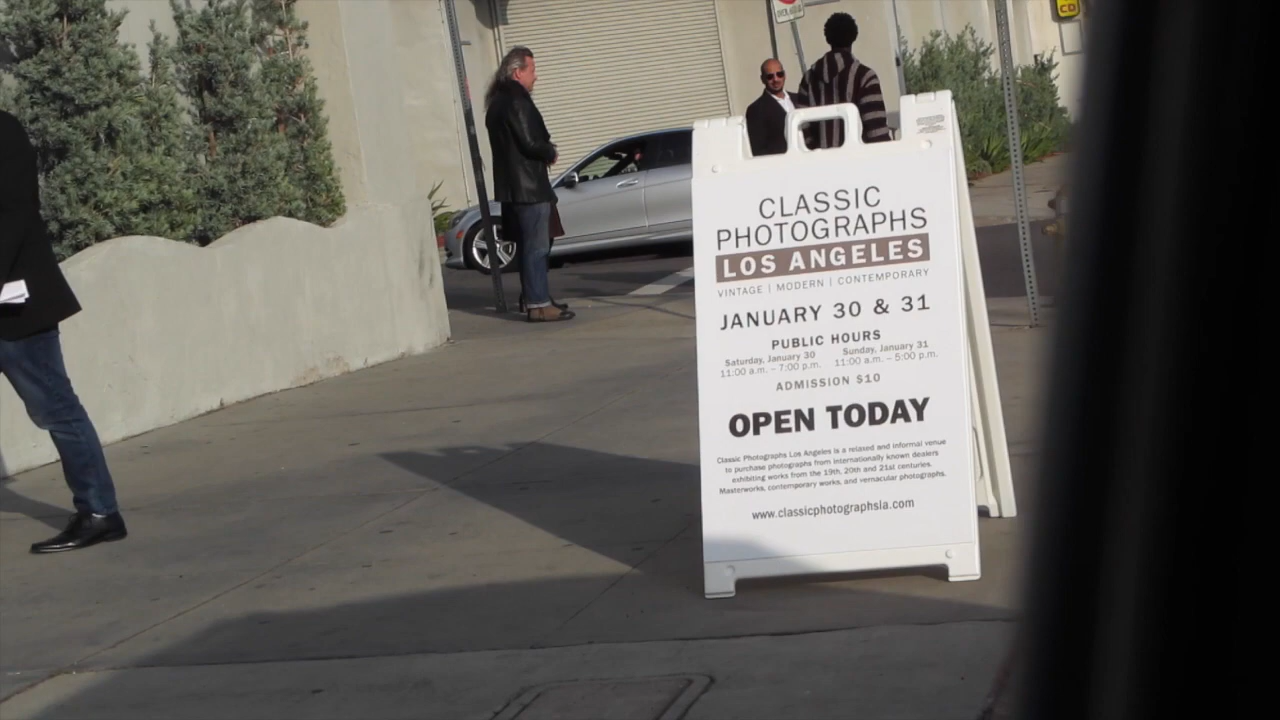 CD
CLASSIC
PHOTOGRAPHS
LOS ANGELES
VINTAGE | MODERN | CONTEMPORARY
JANUARY 30 & 31
PUBLIC HOURS
Saturday, January 30 Sunday, January 31
11:00 a.m. – 7:00 p.m. 11:00 a.m. – 5:00 p.m.
ADMISSION $10
OPEN TODAY
Classic Photographs Los Angeles is a relaxed and informal venue
to purchase photographs from internationally known dealers
exhibiting works from the 19th, 20th and 21st centuries.
Masterworks, contemporary works, and vernacular photographs.
www.classicphotographsla.com